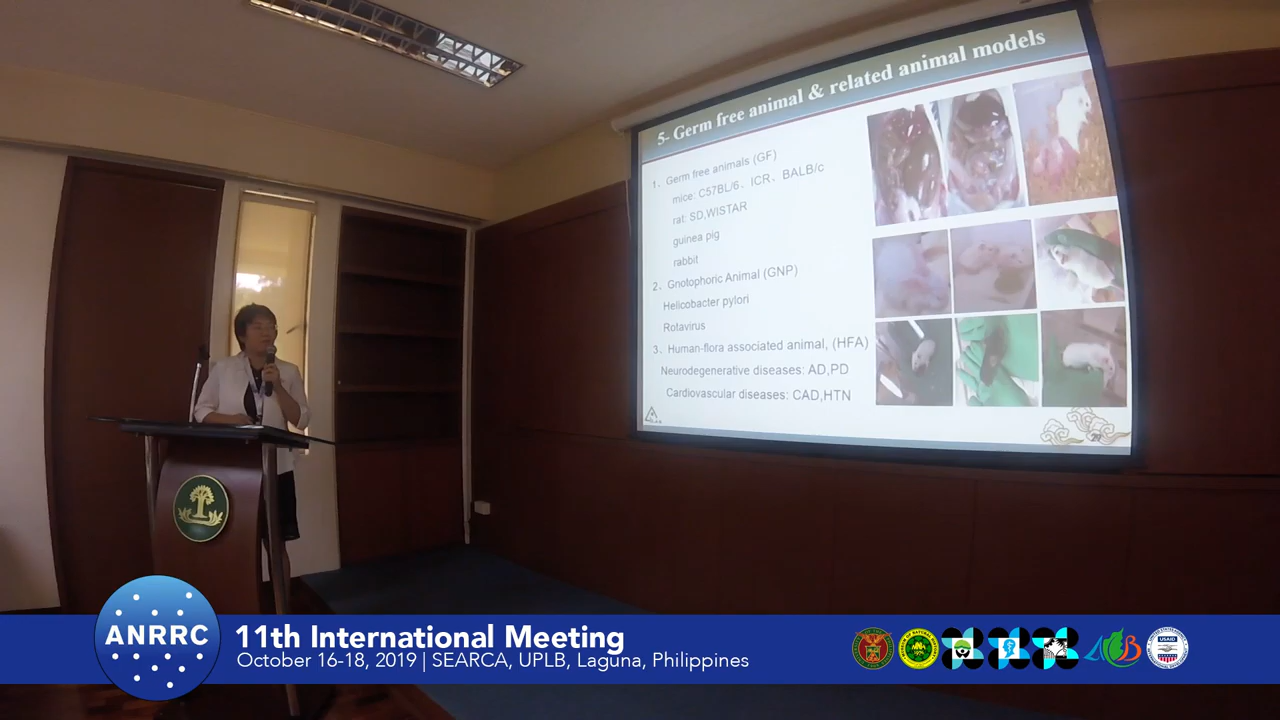 5- Germ free animal & related animal models
1、Germ free animals (GF)
mice: C57BL/6、ICR、BALB/c
rat: SD,WISTAR
guinea pig
rabbit
2、Gnotophoric Animal (GNP)
Helicobacter pylori
Rotavirus
3、Human-flora associated animal, (HFA)
Neurodegenerative diseases: AD,PD
Cardiovascular diseases: CAD,HTN
ANRRC
11th International Meeting
October 16-18, 2019 | SEARCA, UPLB, Laguna, Philippines
USAID